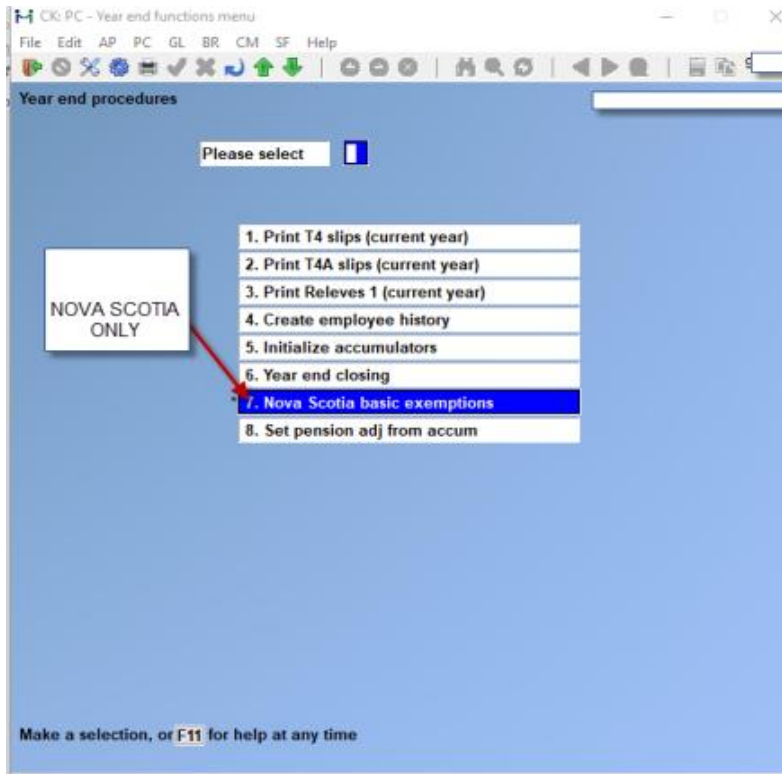 CK: PC - Year end functions menu
File Edit AP PC GL BR CM SF Help
Year end procedures
Please select
1. Print T4 slips (current year)
2. Print T4A slips (current year)
3. Print Releves 1 (current year)
4. Create employee history
5. Initialize accumulators
6. Year end closing
7. Nova Scotia basic exemptions
8. Set pension adj from accum
NOVA SCOTIA
ONLY
Make a selection, or F11 for help at any time